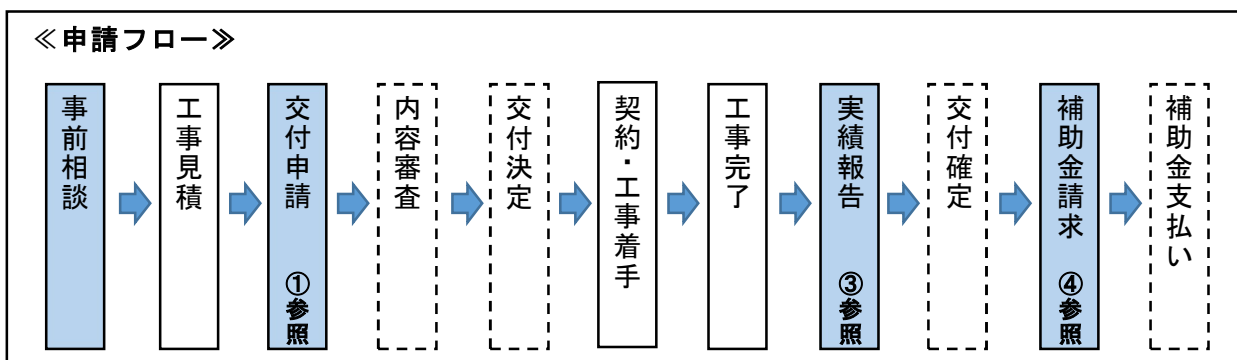 ≪申請フロー≫
事前相談
工事見積
交付申請 ①参照
内容審査
交付決定
契約・工事着手
工事完了
実績報告 ③参照
交付確定
補助金請求 ④参照
補助金支払い